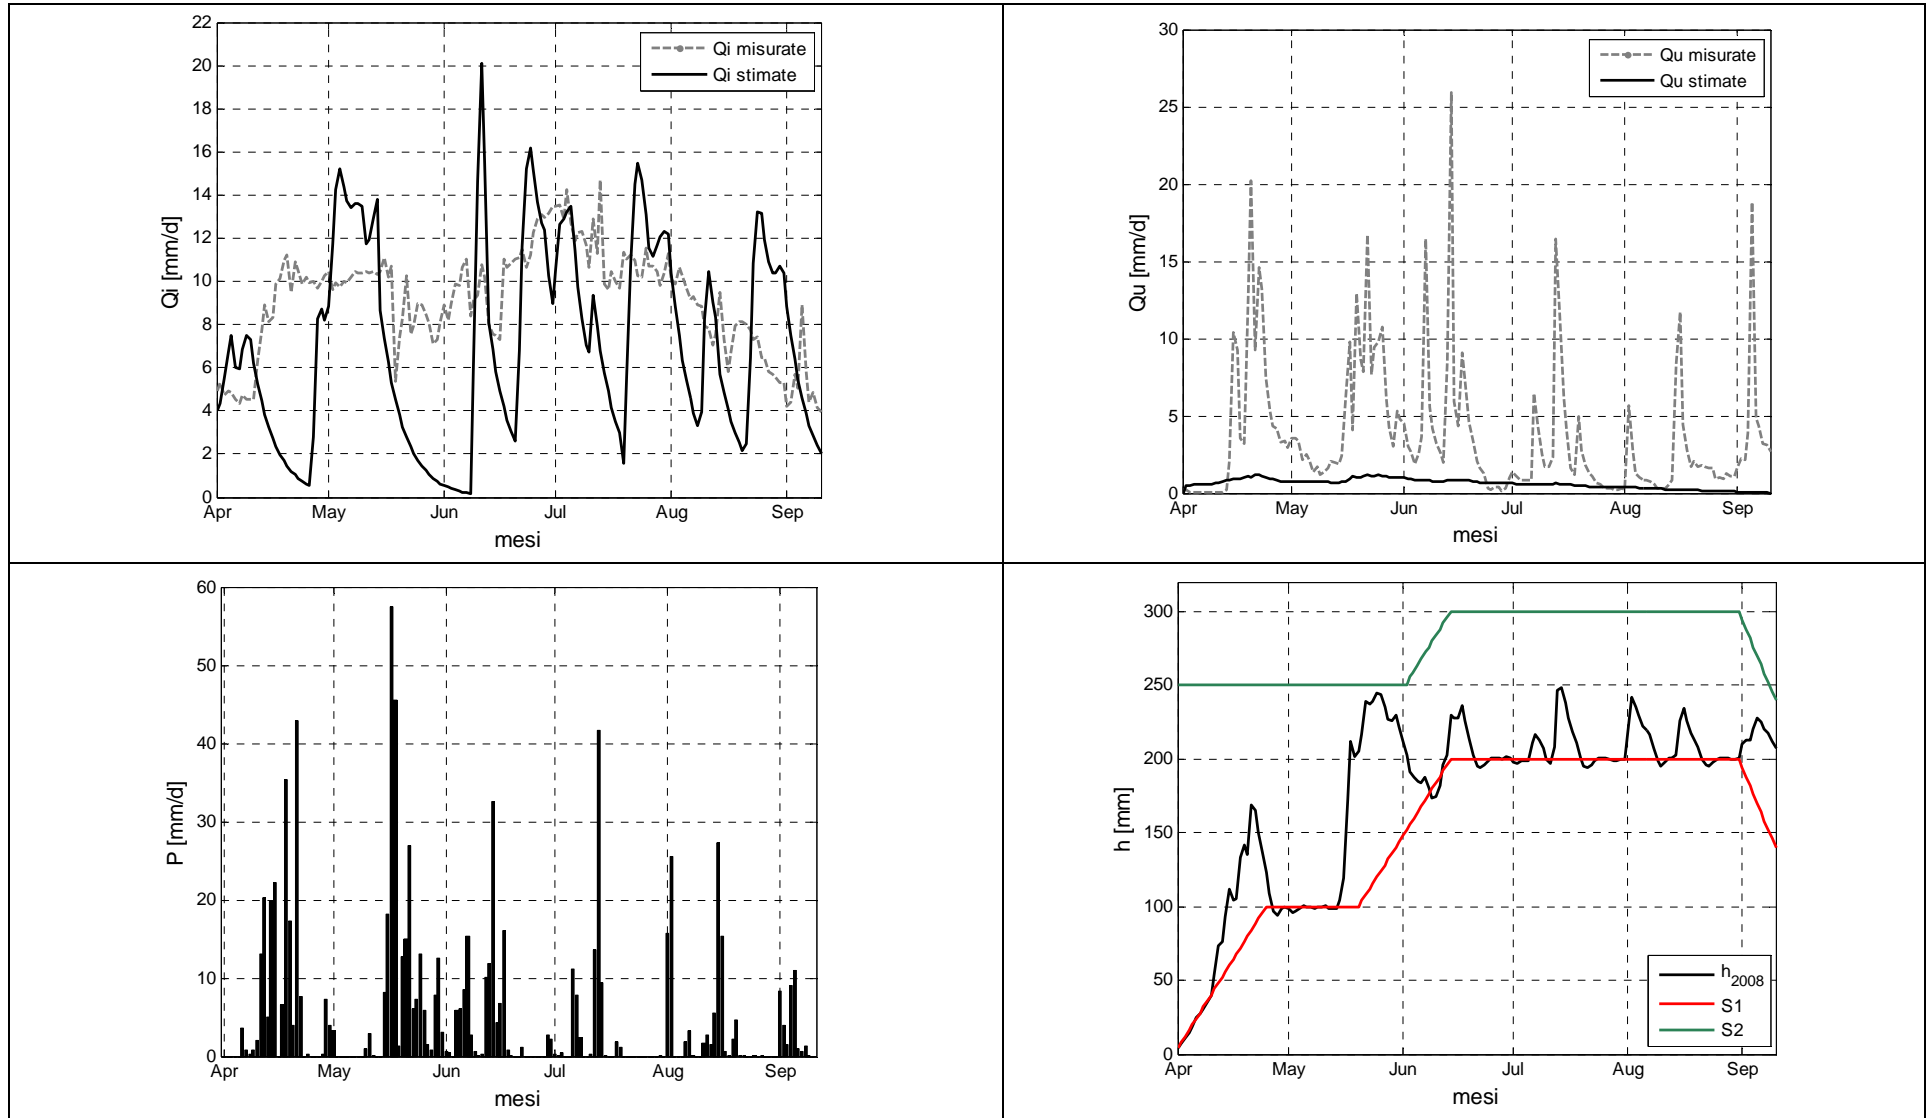 22
20
18
16
14
12
10
8
6
4
2
0
Qi [mm/d]
Qi misurate
Qi stimate
Apr May Jun Jul Aug Sep
mesi
30
25
20
15
10
5
0
Qu [mm/d]
Qu misurate
Qu stimate
Apr May Jun Jul Aug Sep
mesi
60
50
40
30
20
10
0
P [mm/d]
Apr May Jun Jul Aug Sep
mesi
300
250
200
150
100
50
0
h [mm]
h2008
S1
S2
Apr May Jun Jul Aug Sep
mesi